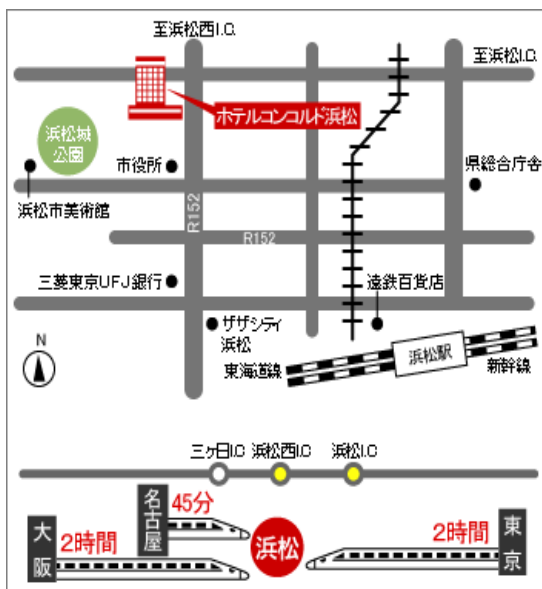 至浜松西I.C.
至浜松I.C.
ホテルコンコルド浜松
浜松城
公園
市役所
県総合庁舎
浜松市美術館
R152
R152
三菱東京UFJ銀行
遠鉄百貨店
ザザシティ
浜松
N
浜松駅
東海道線
新幹線
三ヶ日I.C
浜松西I.C
浜松I.C
名古屋
45分
大阪
2時間
浜松
2時間
東京